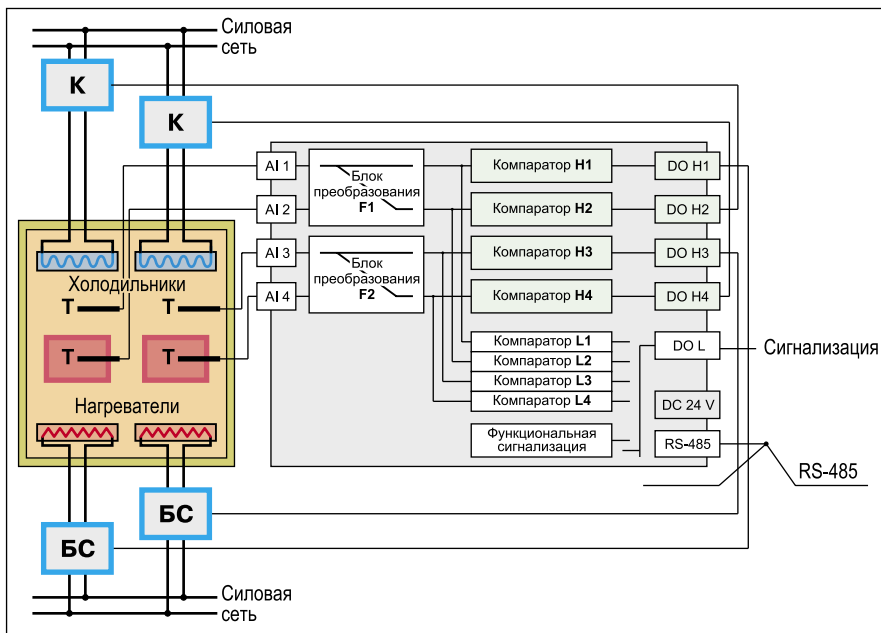 Силовая
сеть
К
К
AI 1
AI 2
AI 3
AI 4
Блок
преобразования
F1
Блок
преобразования
F2
Компаратор H1
Компаратор H2
Компаратор H3
Компаратор H4
Компаратор L1
Компаратор L2
Компаратор L3
Компаратор L4
Функциональная
сигнализация
DO H1
DO H2
DO H3
DO H4
DO L
DC 24 V
RS-485
Сигнализация
RS-485
Холодильники
Т
Т
Т
Т
Нагреватели
БС
БС
Силовая
сеть